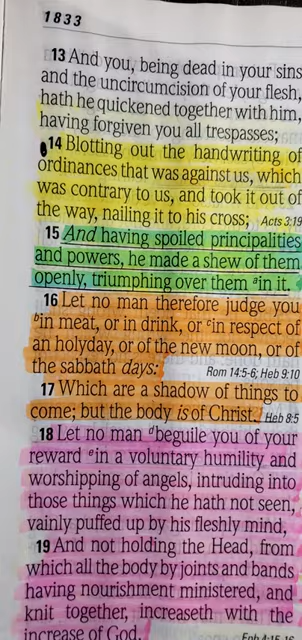 1833
13 And you, being dead in your sins
and the uncircumcision of your flesh,
hath he quickened together with him,
having forgiven you all trespasses;
14 Blotting out the handwriting of
ordinances that was against us, which
was contrary to us, and took it out of
the way, nailing it to his cross; Acts 3:19
15 And having spoiled principalities
and powers, he made a shew of them
openly, triumphing over them a in it.
16 Let no man therefore judge you
b in meat, or in drink, or c in respect of
an holyday, or of the new moon, or of
the sabbath days: Rom 14:5-6; Heb 9:10
17 Which are a shadow of things to
come; but the body is of Christ. Heb 8:5
18 Let no man d beguile you of your
reward e in a voluntary humility and
worshipping of angels, intruding into
those things which he hath not seen,
vainly puffed up by his fleshly mind,
19 And not holding the Head, from
which all the body by joints and bands
having nourishment ministered, and
knit together, increaseth with the
increase of God. Eph 4:15